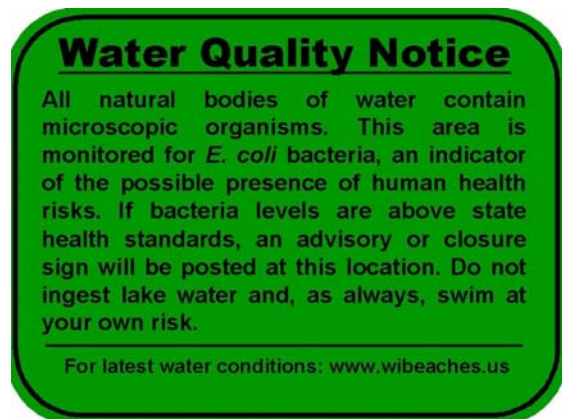 Water Quality Notice
All natural bodies of water contain
microscopic organisms. This area is
monitored for E. coli bacteria, an indicator
of the possible presence of human health
risks. If bacteria levels are above state
health standards, an advisory or closure
sign will be posted at this location. Do not
ingest lake water and, as always, swim at
your own risk.
For latest water conditions: www.wibeaches.us